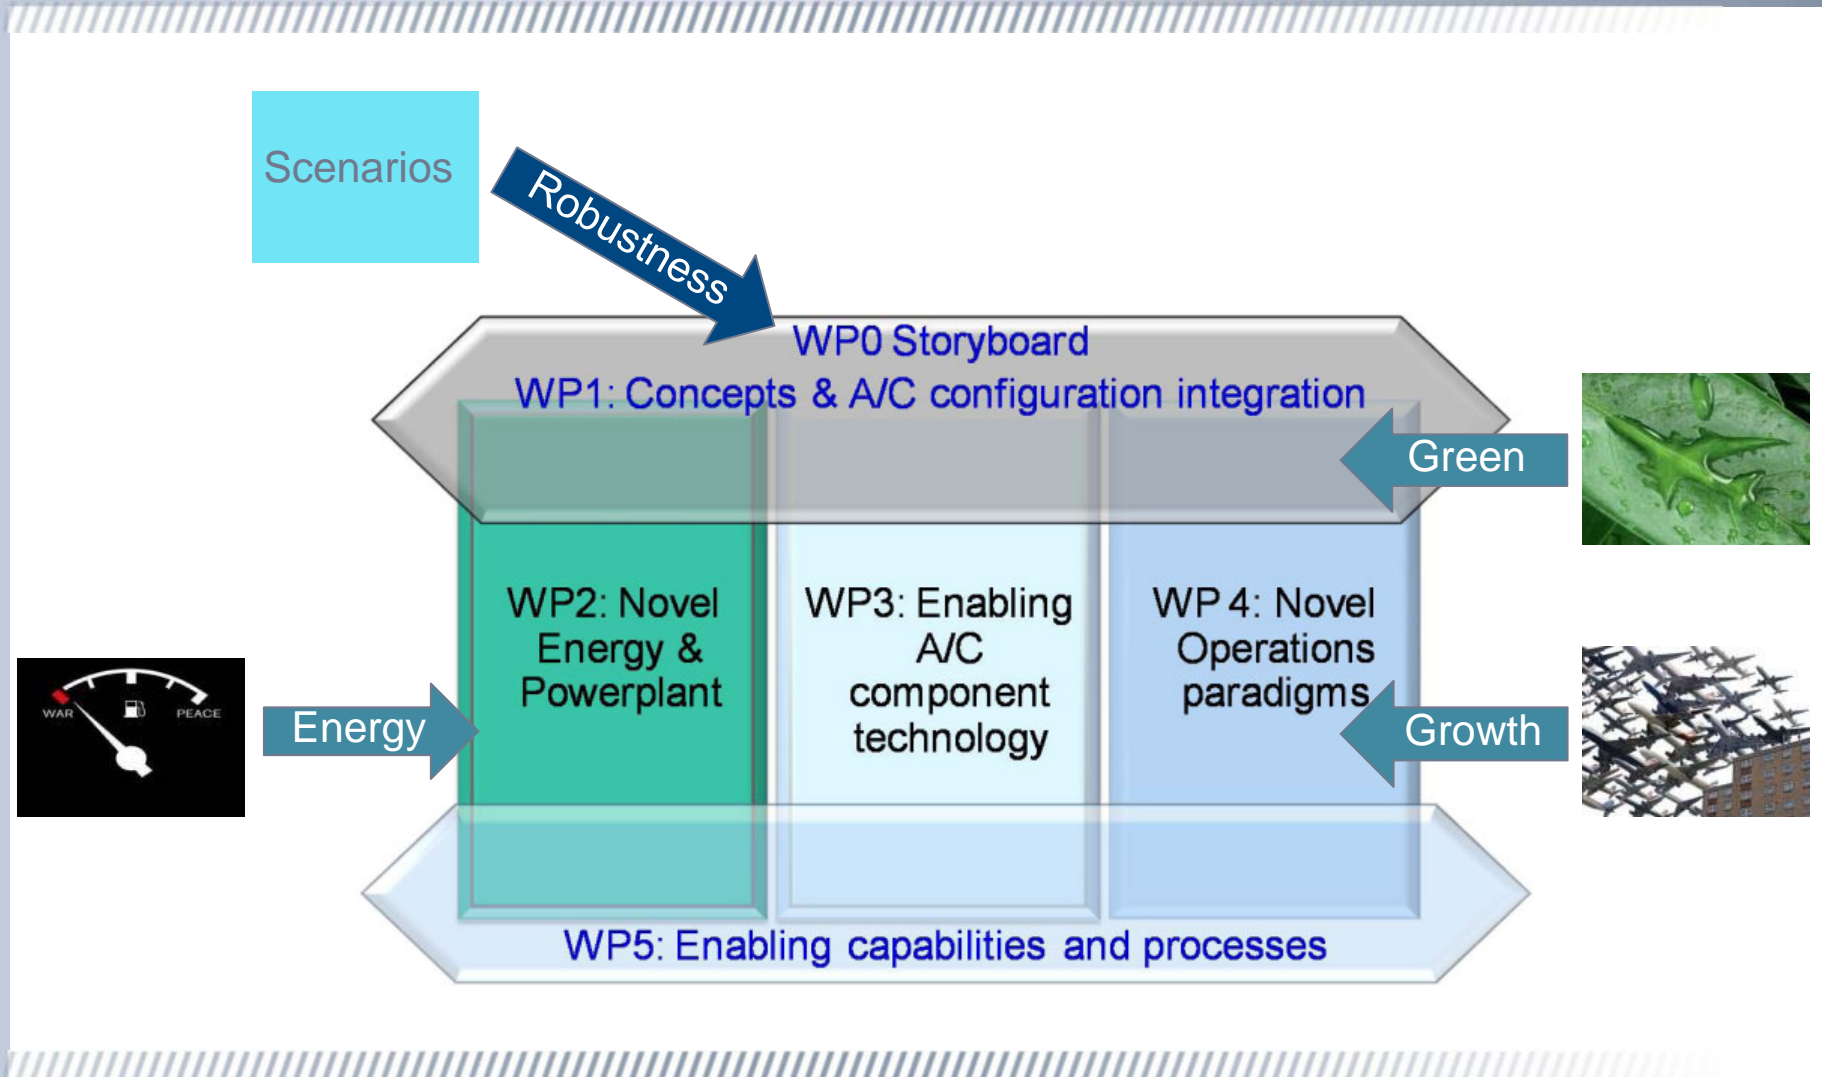 Scenarios
Robustness
WP0 Storyboard
WP1: Concepts & A/C configuration integration
Green
WP2: Novel
Energy &
Powerplant
WP3: Enabling
A/C
component
technology
WP 4: Novel
Operations
paradigms
WAR
PEACE
Energy
Growth
WP5: Enabling capabilities and processes